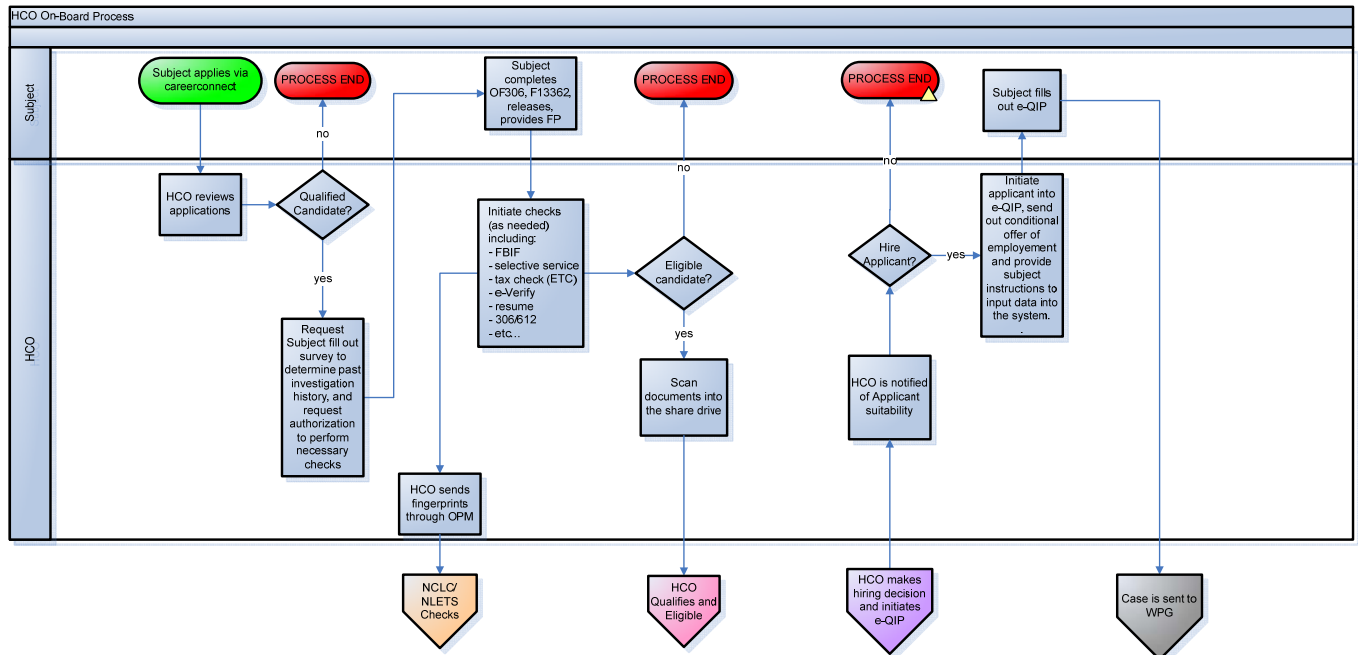 HCO On-Board Process
Subject
HCO
Subject applies via
careerconnect
PROCESS END
no
HCO reviews
applications
Qualified
Candidate?
yes
Request
Subject fill out
survey to
determine past
investigation
history, and
request
authorization
to perform
necessary
checks
Subject
completes
OF306, F13362,
releases,
provides FP
Initiate checks
(as needed)
including:
- FBIF
- selective service
- tax check (ETC)
- e-Verify
- resume
- 306/612
- etc...
HCO sends
fingerprints
through OPM
NCLC/
NLETS
Checks
PROCESS END
no
Eligible
candidate?
yes
Scan
documents into
the share drive
HCO
Qualifies and
Eligible
PROCESS END
no
Hire
Applicant?
yes
HCO is notified
of Applicant
suitability
HCO makes
hiring decision
and initiates
e-QIP
Subject fills
out e-QIP
Initiate
applicant into
e-QIP, send
out conditional
offer of
employement
and provide
subject
instructions to
input data into
the system.
.
Case is sent to
WPG